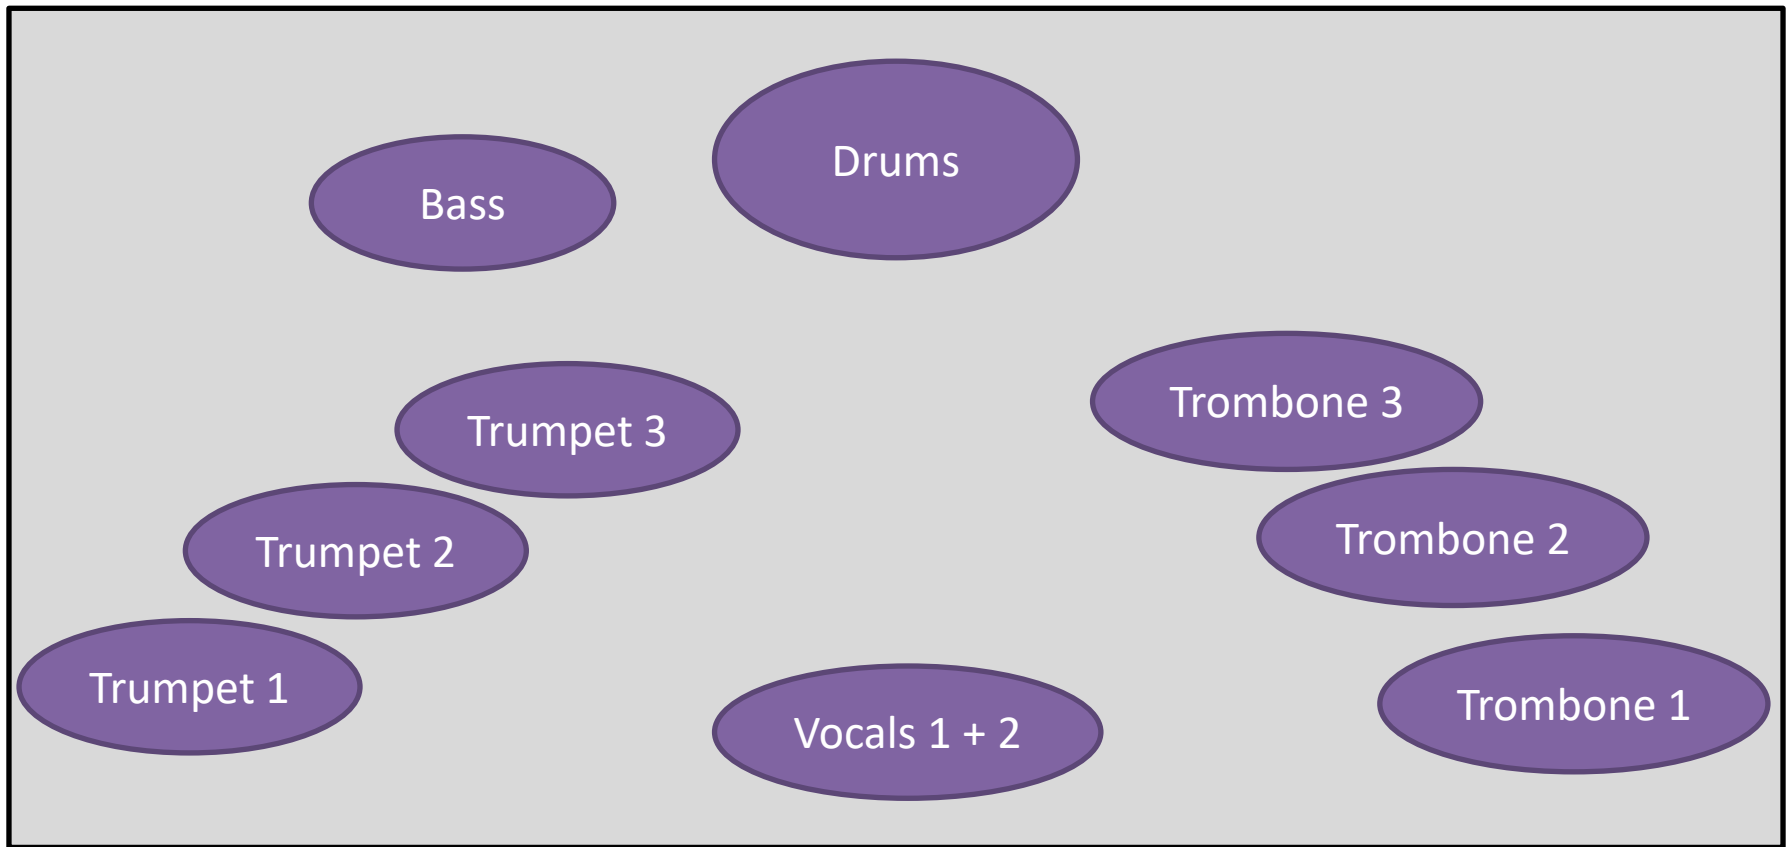 Drums
Bass
Trombone 3
Trumpet 3
Trombone 2
Trumpet 2
Trumpet 1
Trombone 1
Vocals 1 + 2